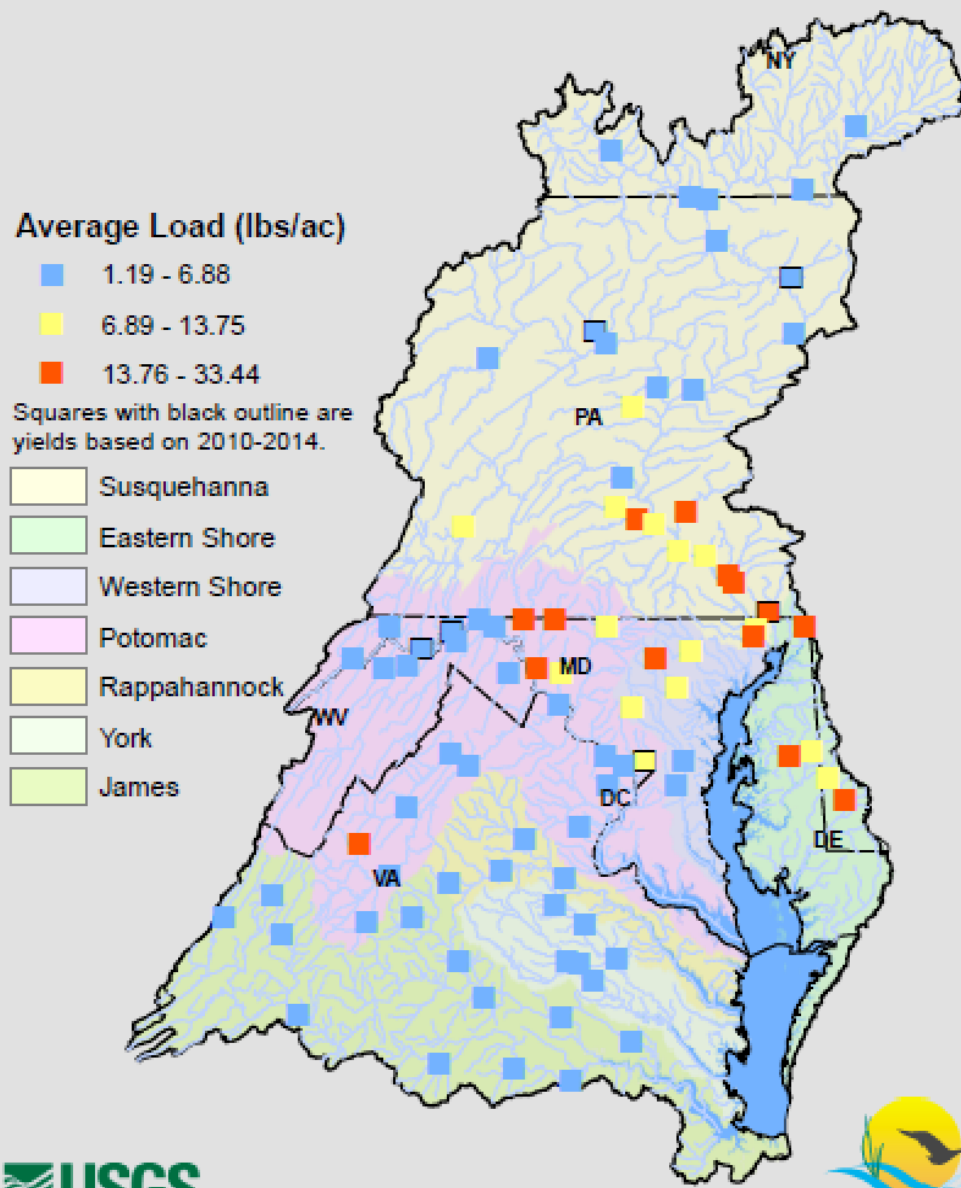 NY
Average Load (lbs/ac)
1.19 - 6.88
6.89 - 13.75
13.76 - 33.44
Squares with black outline are
yields based on 2010-2014.
PA
Susquehanna
Eastern Shore
Western Shore
Potomac
Rappahannock
York
James
MD
WV
DC
DE
VA
USGS